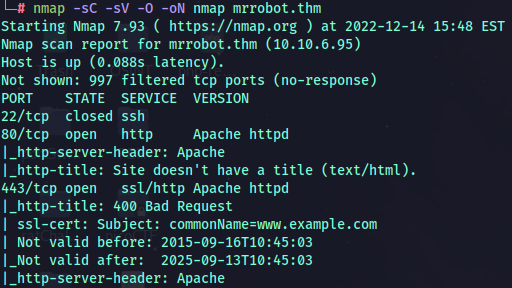 └─# nmap -sC -sV -O -oN nmap mrrobot.thm
Starting Nmap 7.93 ( https://nmap.org ) at 2022-12-14 15:48 EST
Nmap scan report for mrrobot.thm (10.10.6.95)
Host is up (0.088s latency).
Not shown: 997 filtered tcp ports (no-response)
PORT    STATE  SERVICE  VERSION
22/tcp  closed ssh
80/tcp  open   http     Apache httpd
|_http-server-header: Apache
|_http-title: Site doesn't have a title (text/html).
443/tcp open   ssl/http Apache httpd
|_http-title: 400 Bad Request
| ssl-cert: Subject: commonName=www.example.com
| Not valid before: 2015-09-16T10:45:03
|_Not valid after:  2025-09-13T10:45:03
|_http-server-header: Apache